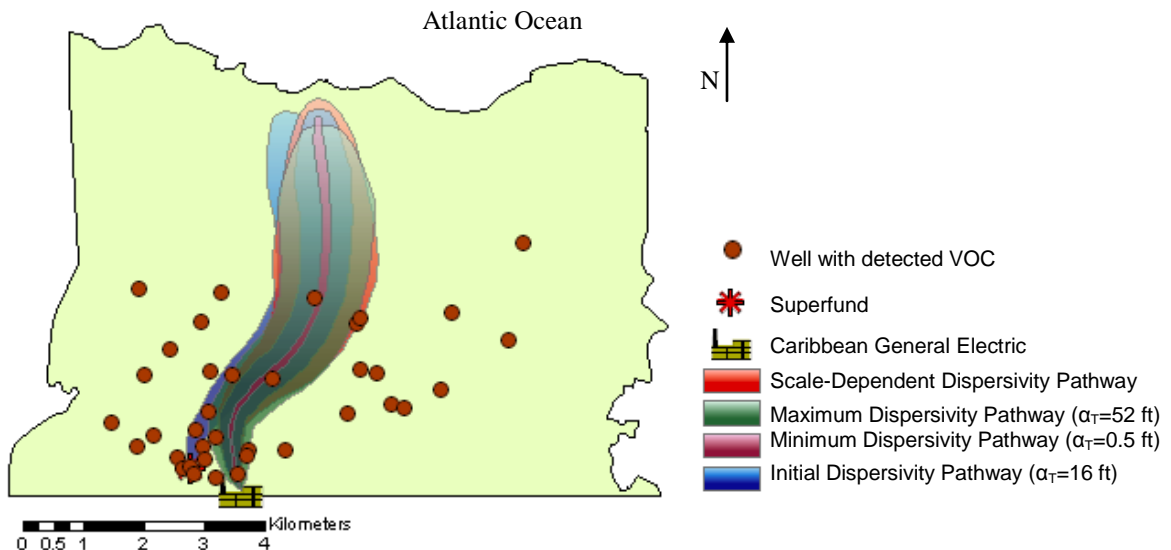 Atlantic Ocean
N
Well with detected VOC
Superfund
Caribbean General Electric
Scale-Dependent Dispersivity Pathway
Maximum Dispersivity Pathway (αT=52 ft)
Minimum Dispersivity Pathway (αT=0.5 ft)
Initial Dispersivity Pathway (αT=16 ft)
Kilometers
0 0.5 1 2 3 4